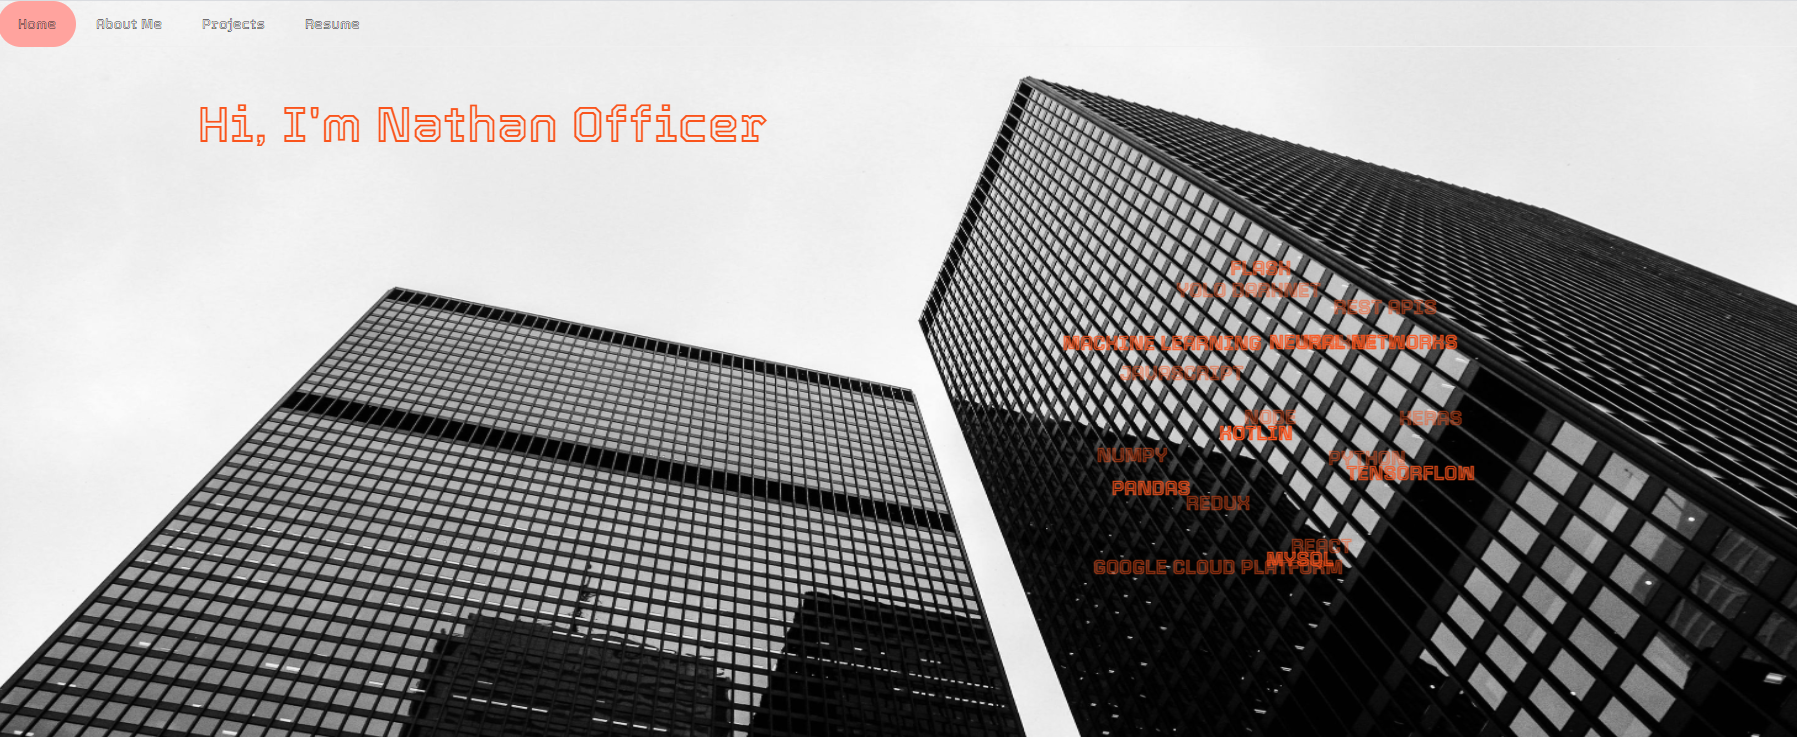 Home About Me Projects Resume
Hi, I'm Nathan Officer
FLASK
YOLO DARKNET
REST APIS
MACHINE LEARNING NEURAL NETWORKS
JAVASCRIPT
NODE
KERAS
KOTLIN
NUMPY
PYTHON
TENSORFLOW
PANDAS
REDUX
REACT
MYSQL
GOOGLE CLOUD PLATFORM